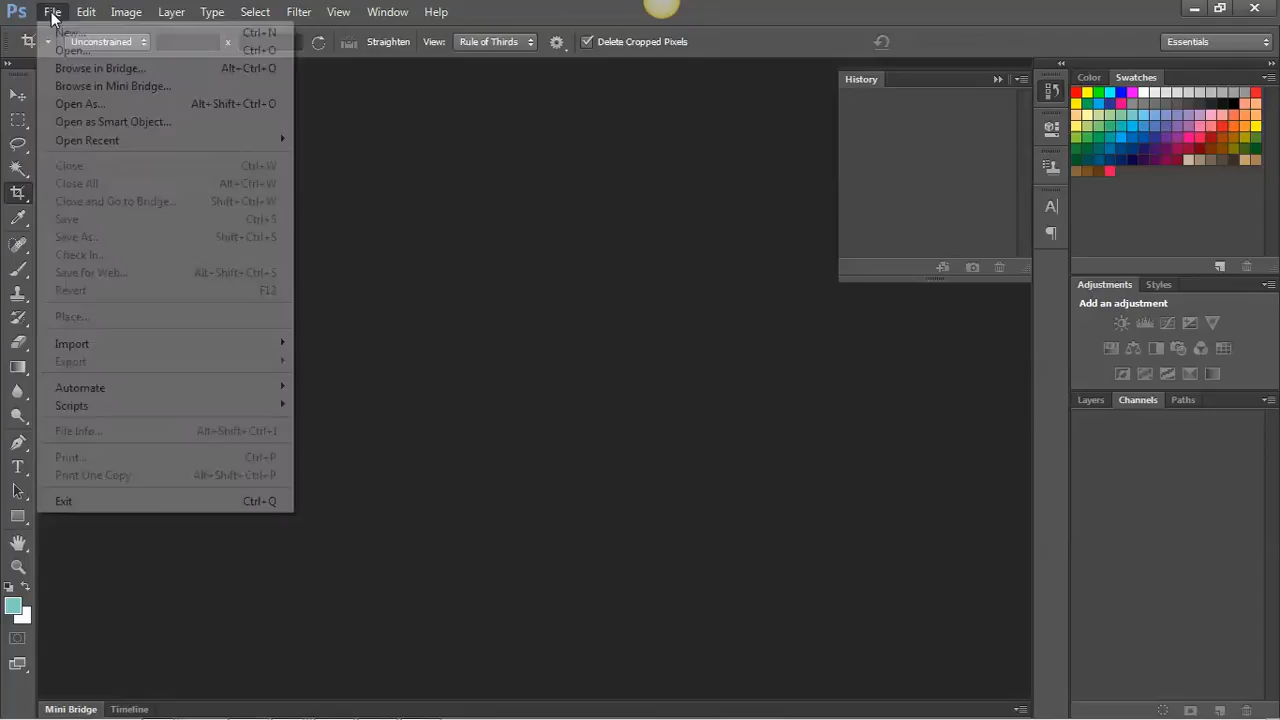 Ps File Edit Image Layer Type Select Filter View Window Help
Unconstrained x Straighten View: Rule of Thirds Delete Cropped Pixels Essentials
New... Ctrl+N
Open... Ctrl+O
Browse in Bridge... Alt+Ctrl+O
Browse in Mini Bridge...
Open As... Alt+Shift+Ctrl+O
Open as Smart Object...
Open Recent
Close Ctrl+W
Close All Alt+Ctrl+W
Close and Go to Bridge... Shift+Ctrl+W
Save Ctrl+S
Save As... Shift+Ctrl+S
Check In...
Save for Web... Alt+Shift+Ctrl+S
Revert F12
Place...
Import
Export
Automate
Scripts
File Info... Alt+Shift+Ctrl+I
Print... Ctrl+P
Print One Copy Alt+Shift+Ctrl+P
Exit Ctrl+Q
History
Color Swatches
Adjustments Styles
Add an adjustment
Layers Channels Paths
A
T
Mini Bridge Timeline